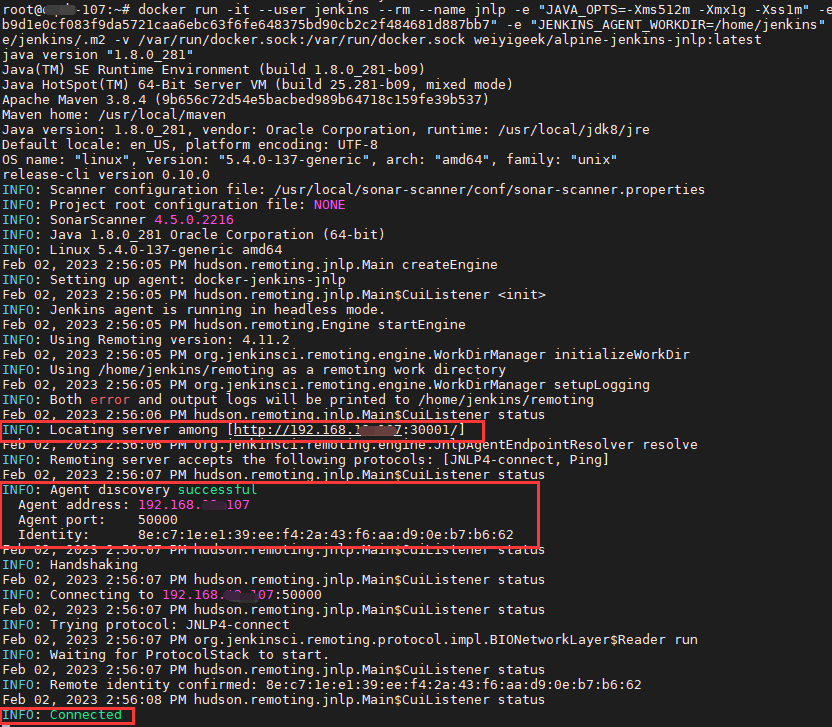 root@ -107:~# docker run -it --user jenkins --rm --name jnlp -e "JAVA_OPTS=-Xms512m -Xmx1g -Xss1m" -e
b9d1e0cf083f9da5721caa6ebc63f6fe648375bd90cb2c2f484681d887bb7" -e "JENKINS_AGENT_WORKDIR=/home/jenkins"
e/jenkins/.m2 -v /var/run/docker.sock:/var/run/docker.sock weiyigeek/alpine-jenkins-jnlp:latest
java version "1.8.0_281"
Java(TM) SE Runtime Environment (build 1.8.0_281-b09)
Java HotSpot(TM) 64-Bit Server VM (build 25.281-b09, mixed mode)
Apache Maven 3.8.4 (9b656c72d54e5bacbed989b64718c159fe39b537)
Maven home: /usr/local/maven
Java version: 1.8.0_281, vendor: Oracle Corporation, runtime: /usr/local/jdk8/jre
Default locale: en_US, platform encoding: UTF-8
OS name: "linux", version: "5.4.0-137-generic", arch: "amd64", family: "unix"
release-cli version 0.10.0
INFO: Scanner configuration file: /usr/local/sonar-scanner/conf/sonar-scanner.properties
INFO: Project root configuration file: NONE
INFO: SonarScanner 4.5.0.2216
INFO: Java 1.8.0_281 Oracle Corporation (64-bit)
INFO: Linux 5.4.0-137-generic amd64
Feb 02, 2023 2:56:05 PM hudson.remoting.jnlp.Main createEngine
INFO: Setting up agent: docker-jenkins-jnlp
Feb 02, 2023 2:56:05 PM hudson.remoting.jnlp.Main$CuiListener <init>
INFO: Jenkins agent is running in headless mode.
Feb 02, 2023 2:56:05 PM hudson.remoting.Engine startEngine
INFO: Using Remoting version: 4.11.2
Feb 02, 2023 2:56:05 PM org.jenkinsci.remoting.engine.WorkDirManager initializeWorkDir
INFO: Using /home/jenkins/remoting as a remoting work directory
Feb 02, 2023 2:56:05 PM org.jenkinsci.remoting.engine.WorkDirManager setupLogging
INFO: Both error and output logs will be printed to /home/jenkins/remoting
Feb 02, 2023 2:56:06 PM hudson.remoting.jnlp.Main$CuiListener status
INFO: Locating server among [http://192.168. :30001/]
Feb 02, 2023 2:56:06 PM org.jenkinsci.remoting.engine.JnlpAgentEndpointResolver resolve
INFO: Remoting server accepts the following protocols: [JNLP4-connect, Ping]
Feb 02, 2023 2:56:07 PM hudson.remoting.jnlp.Main$CuiListener status
INFO: Agent discovery successful
Agent address: 192.168. 107
Agent port: 50000
Identity: 8e:c7:1e:e1:39:ee:f4:2a:43:f6:aa:d9:0e:b7:b6:62
Feb 02, 2023 2:56:07 PM hudson.remoting.jnlp.Main$CuiListener status
INFO: Handshaking
Feb 02, 2023 2:56:07 PM hudson.remoting.jnlp.Main$CuiListener status
INFO: Connecting to 192.168. 07:50000
Feb 02, 2023 2:56:07 PM hudson.remoting.jnlp.Main$CuiListener status
INFO: Trying protocol: JNLP4-connect
Feb 02, 2023 2:56:07 PM org.jenkinsci.remoting.protocol.impl.BIONetworkLayer$Reader run
INFO: Waiting for ProtocolStack to start.
Feb 02, 2023 2:56:07 PM hudson.remoting.jnlp.Main$CuiListener status
INFO: Remote identity confirmed: 8e:c7:1e:e1:39:ee:f4:2a:43:f6:aa:d9:0e:b7:b6:62
Feb 02, 2023 2:56:08 PM hudson.remoting.jnlp.Main$CuiListener status
INFO: Connected